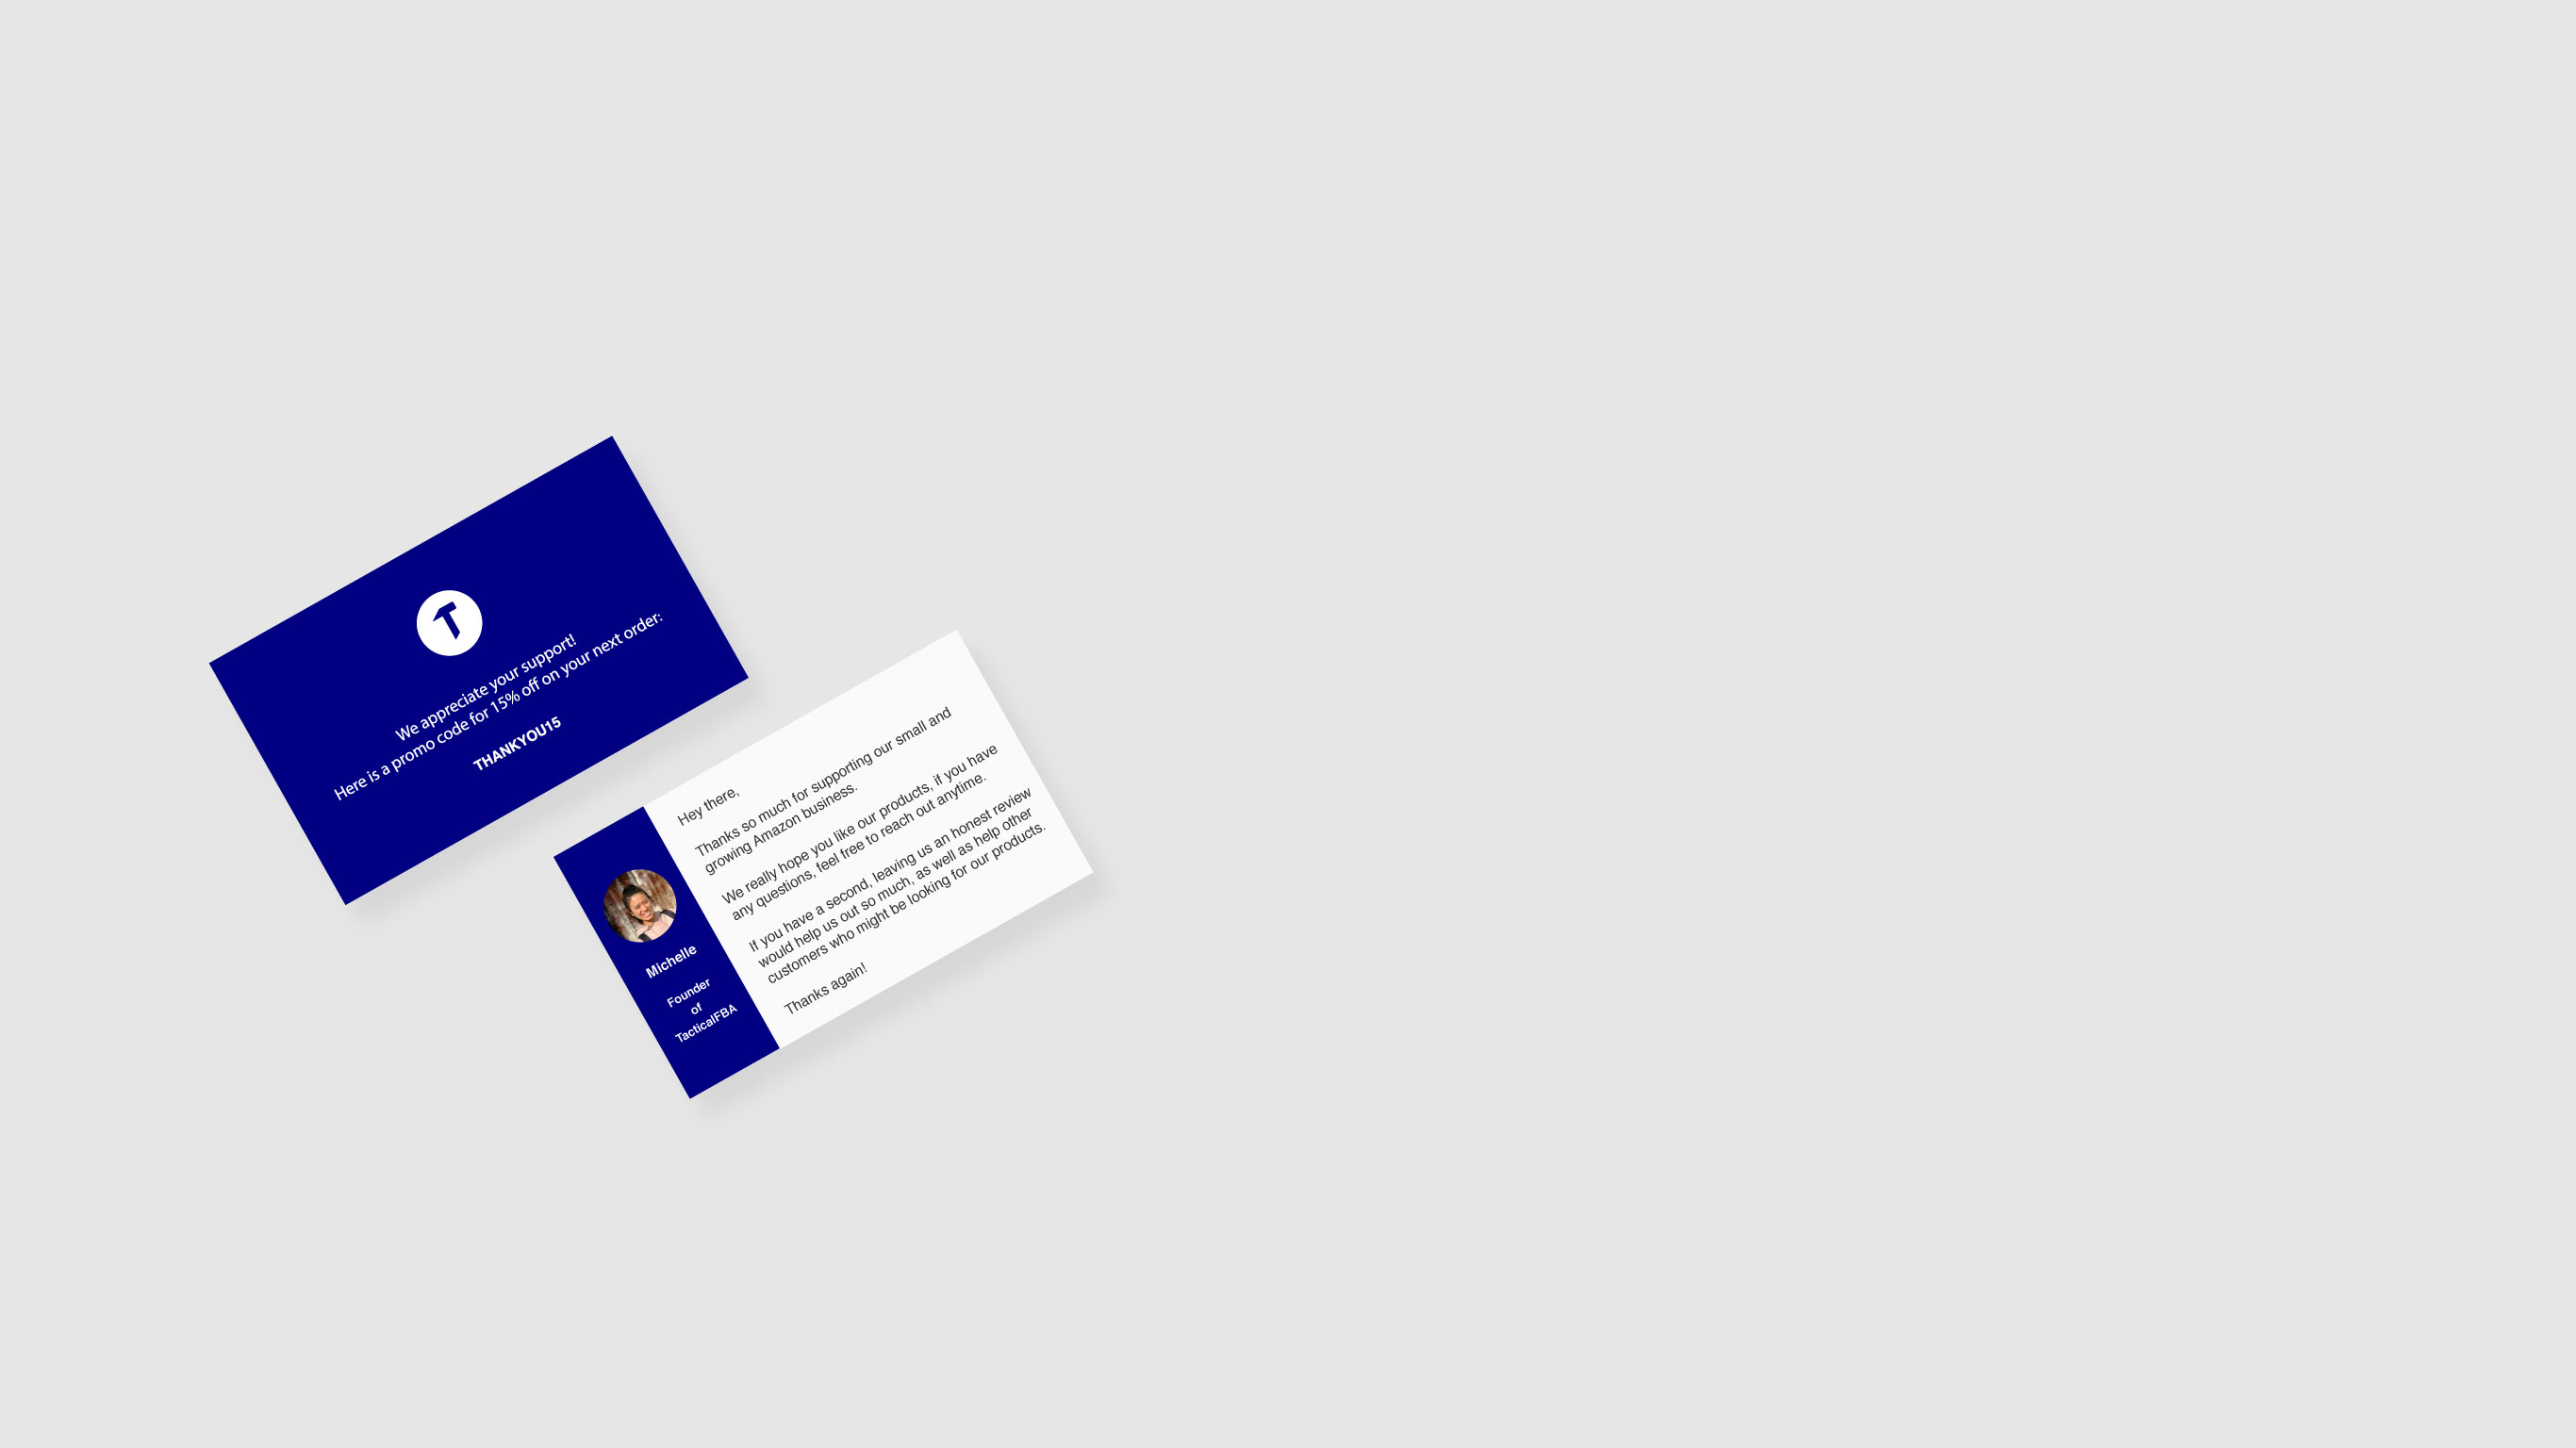 T
We appreciate your support!
Here is a promo code for 15% off on your next order:
THANKYOU15
Michelle
Founder
of
TacticalFBA
Hey there,
Thanks so much for supporting our small and
growing Amazon business.
We really hope you like our products, if you have
any questions, feel free to reach out anytime.
If you have a second, leaving us an honest review
would help us out so much, as well as help other
customers who might be looking for our products.
Thanks again!